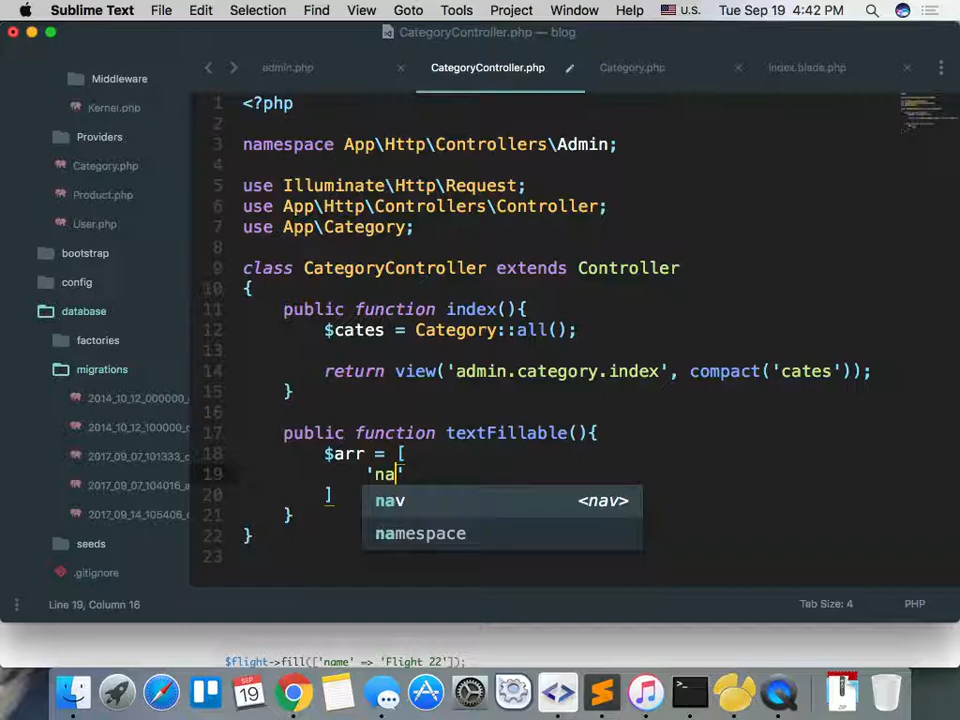 Sublime Text File Edit Selection Find View Goto Tools Project Window Help U.S. Tue Sep 19 4:42 PM
CategoryController.php — blog
admin.php CategoryController.php Category.php index.blade.php
Middleware
Kernel.php
Providers
Category.php
Product.php
User.php
bootstrap
config
database
factories
migrations
2014_10_12_000000_
2014_10_12_100000_
2017_09_07_101333_
2017_09_07_104016_
2017_09_14_105406_
seeds
.gitignore
1 <?php
2
3 namespace App\Http\Controllers\Admin;
4
5 use Illuminate\Http\Request;
6 use App\Http\Controllers\Controller;
7 use App\Category;
8
9 class CategoryController extends Controller
10 {
11 public function index(){
12 $cates = Category::all();
13
14 return view('admin.category.index', compact('cates'));
15 }
16
17 public function textFillable(){
18 $arr = [
19 'na'
20 ]
21 }
22 }
23
nav <nav>
namespace
Line 19, Column 16 Tab Size: 4 PHP
$flight->fill(['name' => 'Flight 22']);
19
ZIP